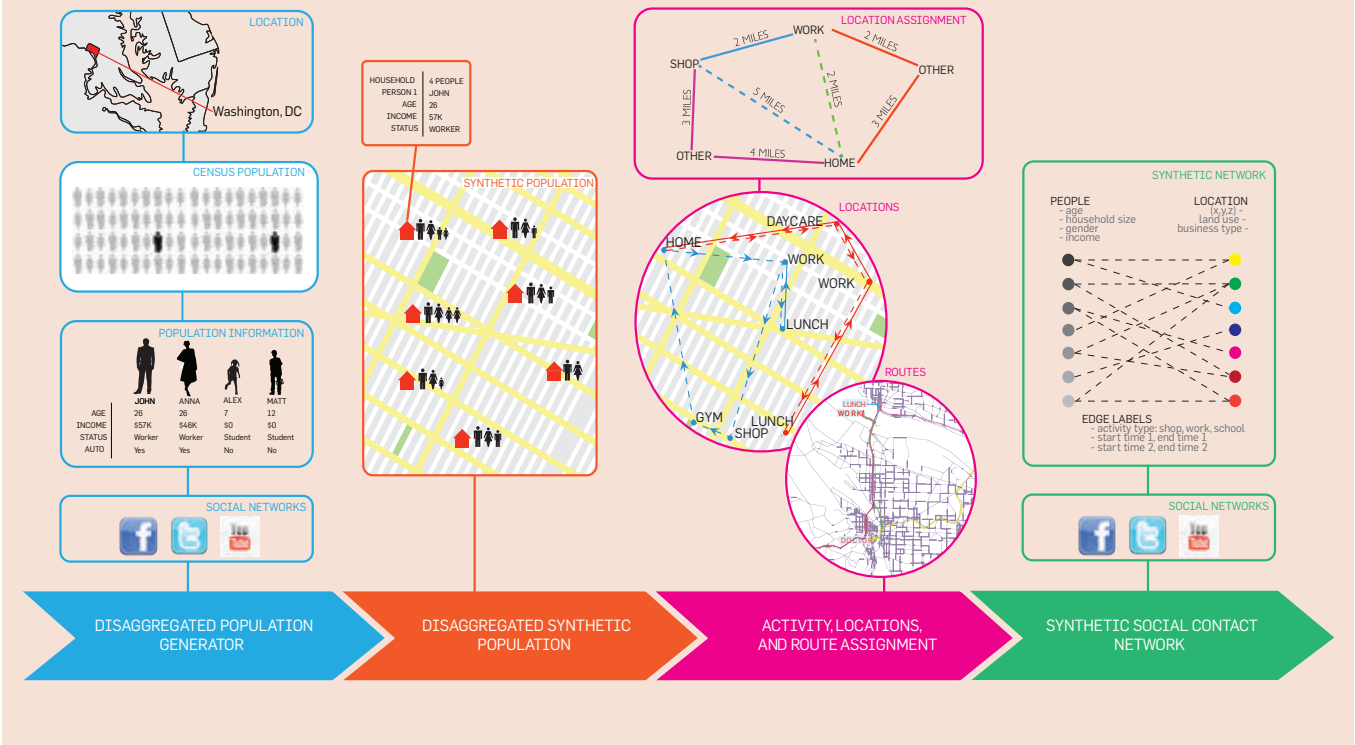 LOCATION
Washington, DC
CENSUS POPULATION
POPULATION INFORMATION
JOHN ANNA ALEX MATT
AGE 26 26 7 12
INCOME $57K $46K $0 $0
STATUS Worker Worker Student Student
AUTO Yes Yes No No
SOCIAL NETWORKS
f
t
You
Tube
DISAGGREGATED POPULATION
GENERATOR
HOUSEHOLD 4 PEOPLE
PERSON 1 JOHN
AGE 26
INCOME 57K
STATUS WORKER
SYNTHETIC POPULATION
DISAGGREGATED SYNTHETIC
POPULATION
LOCATION ASSIGNMENT
WORK
2 MILES
2 MILES
SHOP
OTHER
5 MILES
2 MILES
3 MILES
3 MILES
OTHER
4 MILES
HOME
LOCATIONS
DAYCARE
HOME
WORK
WORK
LUNCH
GYM
LUNCH
SHOP
ROUTES
LUNCH
WORK
DOCTOR
ACTIVITY, LOCATIONS,
AND ROUTE ASSIGNMENT
SYNTHETIC NETWORK
PEOPLE
- age
- household size
- gender
- income
LOCATION
(x,y,z) -
land use -
business type -
EDGE LABELS
- activity type: shop, work, school
- start time 1, end time 1
- start time 2, end time 2
SOCIAL NETWORKS
f
t
You
Tube
SYNTHETIC SOCIAL CONTACT
NETWORK